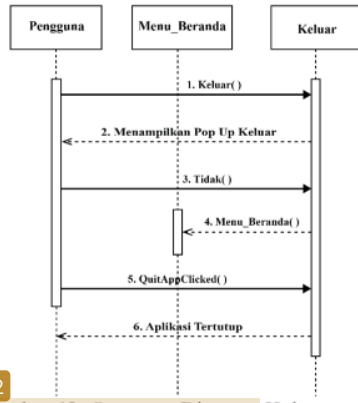 Pengguna
Menu_Beranda
Keluar
1. Keluar( )
2. Menampilkan Pop Up Keluar
3. Tidak( )
4. Menu_Beranda( )
5. QuitAppClicked( )
6. Aplikasi Tertutup
2